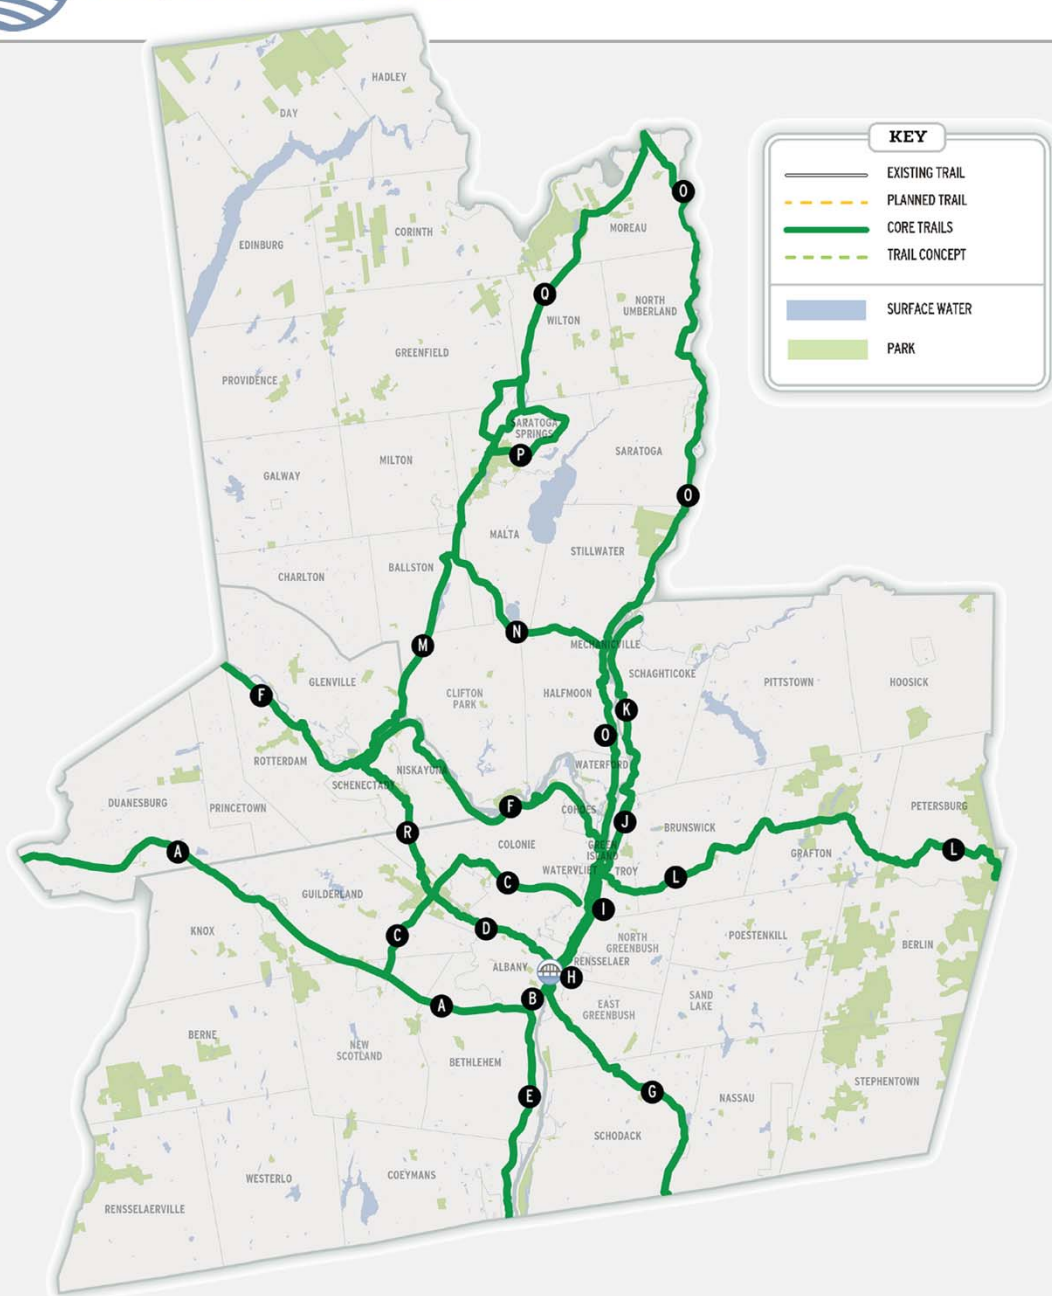 KEY
EXISTING TRAIL
PLANNED TRAIL
CORE TRAILS
TRAIL CONCEPT
SURFACE WATER
PARK
HADLEY
DAY
O
MOREAU
CORINTH
EDINBURG
Q
NORTH
UMBERLAND
WILTON
GREENFIELD
PROVIDENCE
SARATOGA
SPRINGS
P
SARATOGA
MILTON
GALWAY
O
MALTA
STILLWATER
BALLSTON
CHARLTON
N
M
MECHANICVILLE
SCHAGHTICOKE
GLENVILLE
PITTSTOWN
HOOSICK
F
CLIFTON
PARK
HALFMOON
K
O
ROTTERDAM
WATERFORD
NISKAYUNA
SCHENECTADY
DUANESBURG
PRINCETOWN
F
COHOES
PETERSBURG
J
BRUNSWICK
R
COLONIE
GREEN
ISLAND
A
GRAFTON
L
WATERVLIET
TROY
L
C
GUILDERLAND
I
KNOX
C
D
NORTH
GREENBUSH
POESTENKILL
BERLIN
RENSSELAER
ALBANY
H
B
A
EAST
GREENBUSH
SAND
LAKE
BERNE
NEW
SCOTLAND
BETHLEHEM
STEPHENTOWN
E
G
NASSAU
SCHODACK
COEYMANS
WESTERLO
RENSSELAERVILLE